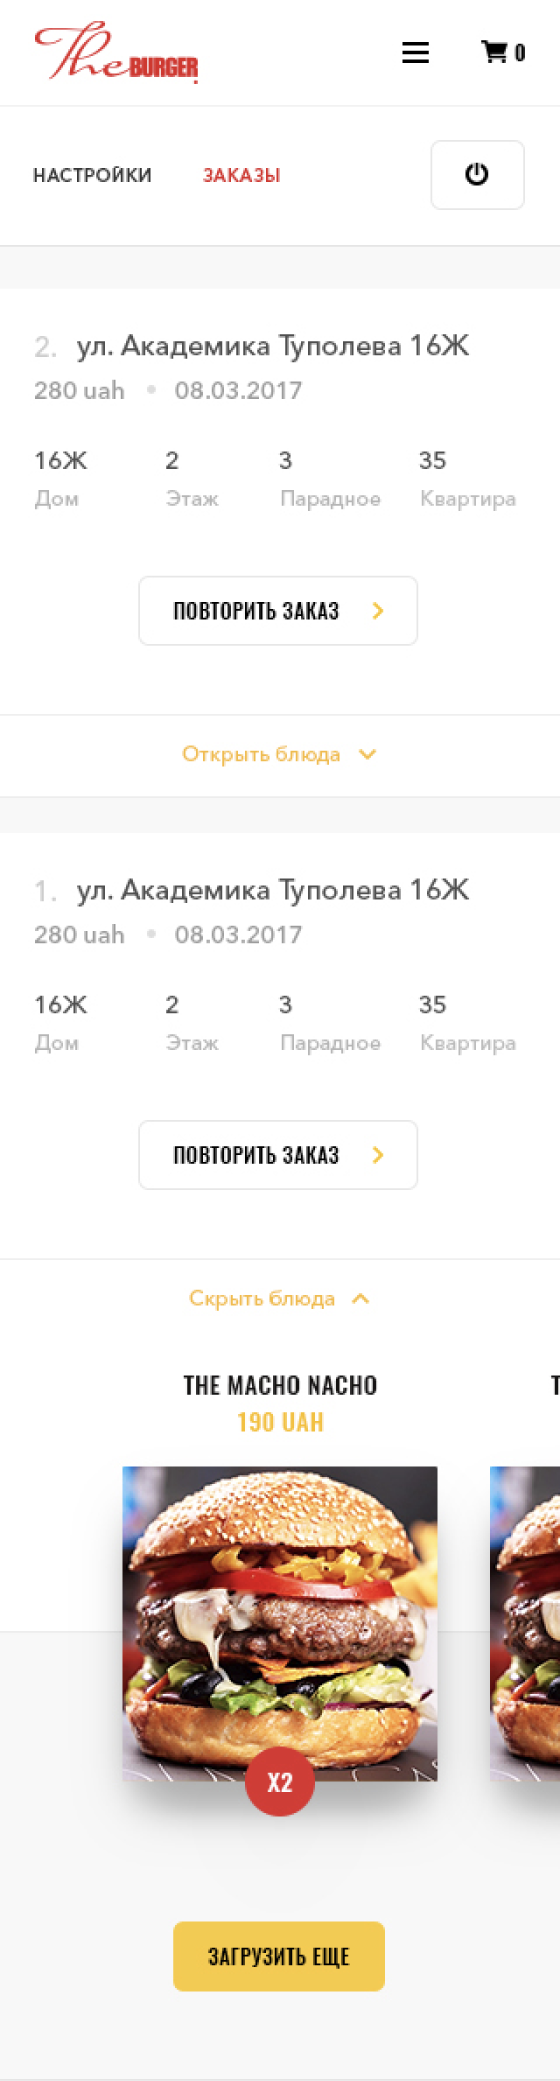 The BURGER
0
НАСТРОЙКИ ЗАКАЗЫ
2. ул. Академика Туполева 16Ж
280 uah • 08.03.2017
16Ж 2 3 35
Дом Этаж Парадное Квартира
ПОВТОРИТЬ ЗАКАЗ
Открыть блюда
1. ул. Академика Туполева 16Ж
280 uah • 08.03.2017
16Ж 2 3 35
Дом Этаж Парадное Квартира
ПОВТОРИТЬ ЗАКАЗ
Скрыть блюда
THE MACHO NACHO
190 UAH
X2
ЗАГРУЗИТЬ ЕЩЕ